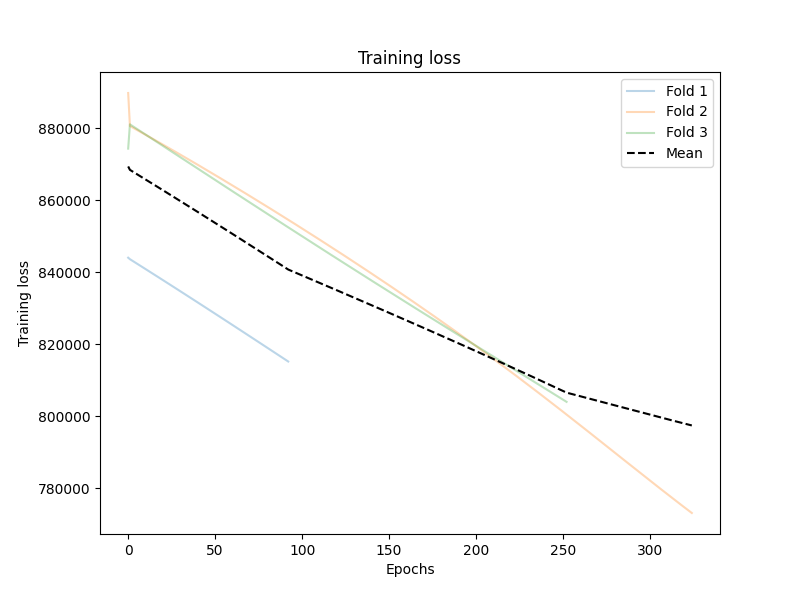 Training loss
Fold 1
Fold 2
Fold 3
Mean
Training loss
880000
860000
840000
820000
800000
780000
0 50 100 150 200 250 300
Epochs